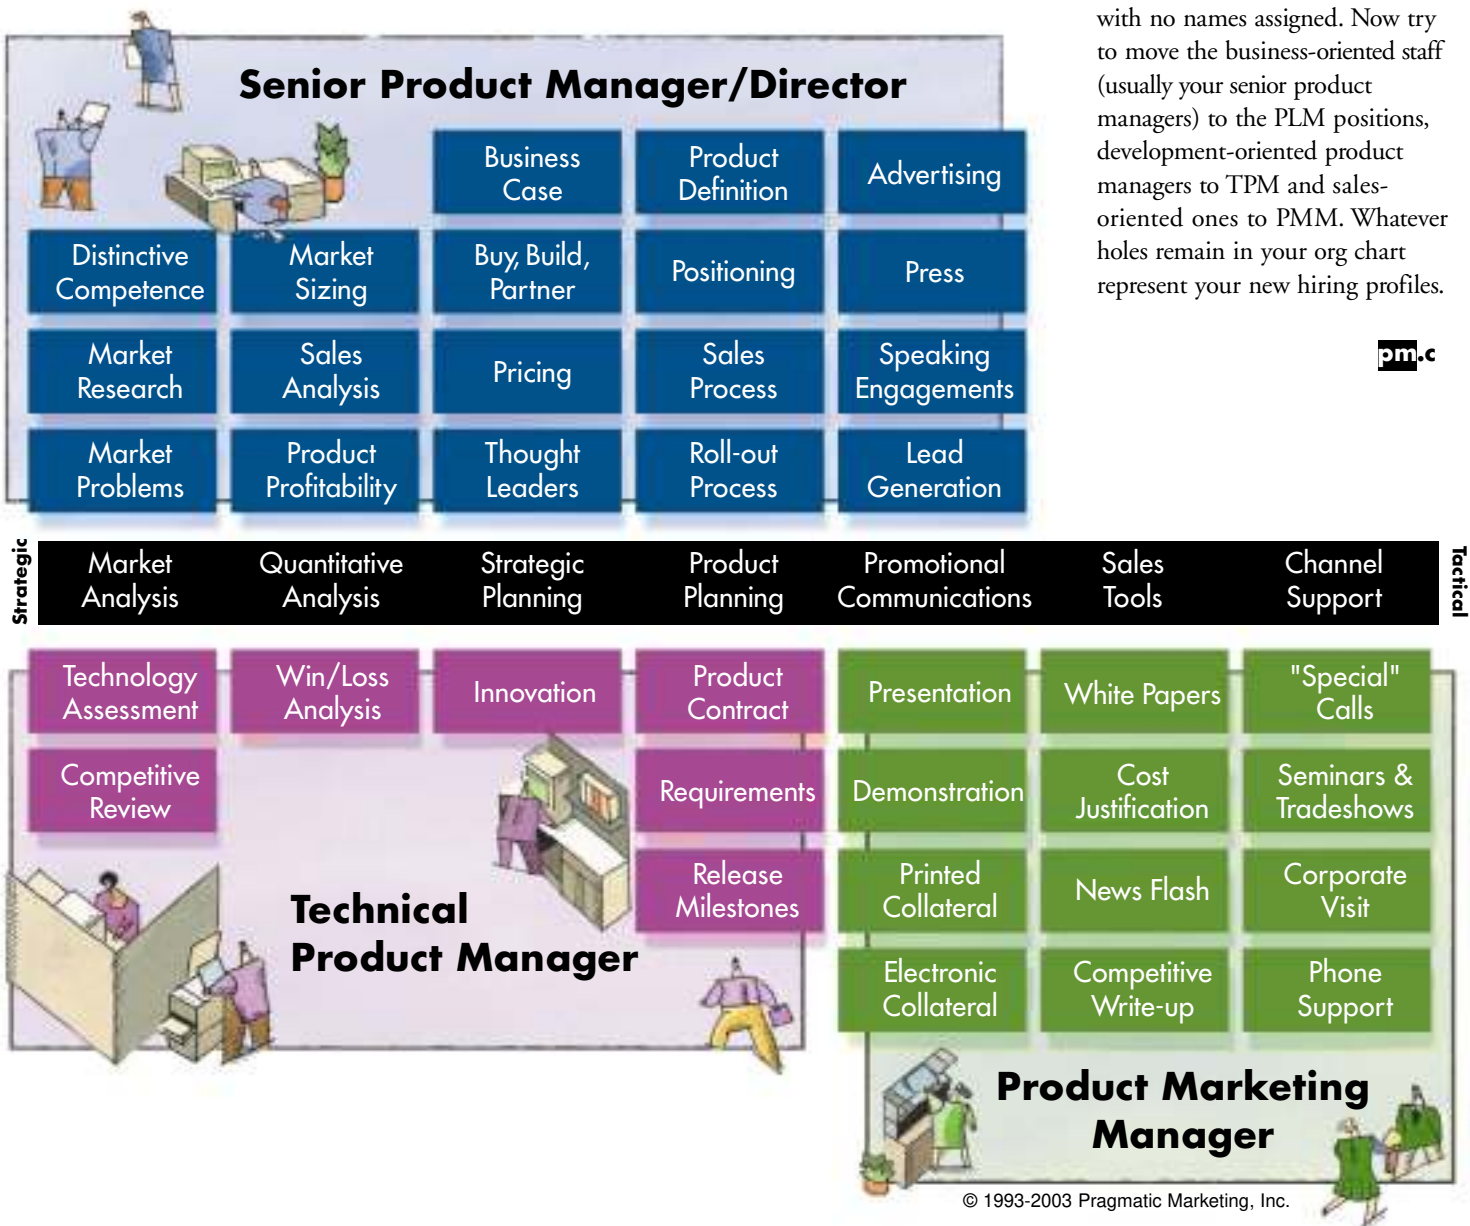 with no names assigned. Now try
to move the business-oriented staff
(usually your senior product
managers) to the PLM positions,
development-oriented product
managers to TPM and sales-
oriented ones to PMM. Whatever
holes remain in your org chart
represent your new hiring profiles.
pm.c
Senior Product Manager/Director
Business
Case
Product
Definition
Advertising
Distinctive
Competence
Market
Sizing
Buy, Build,
Partner
Positioning
Press
Market
Research
Sales
Analysis
Pricing
Sales
Process
Speaking
Engagements
Market
Problems
Product
Profitability
Thought
Leaders
Roll-out
Process
Lead
Generation
Strategic
Market
Analysis
Quantitative
Analysis
Strategic
Planning
Product
Planning
Promotional
Communications
Sales
Tools
Channel
Support
Tactical
Technology
Assessment
Win/Loss
Analysis
Innovation
Product
Contract
Presentation
White Papers
"Special"
Calls
Competitive
Review
Requirements
Demonstration
Cost
Justification
Seminars &
Tradeshows
Technical
Product Manager
Release
Milestones
Printed
Collateral
News Flash
Corporate
Visit
Electronic
Collateral
Competitive
Write-up
Phone
Support
Product Marketing
Manager
© 1993-2003 Pragmatic Marketing, Inc.